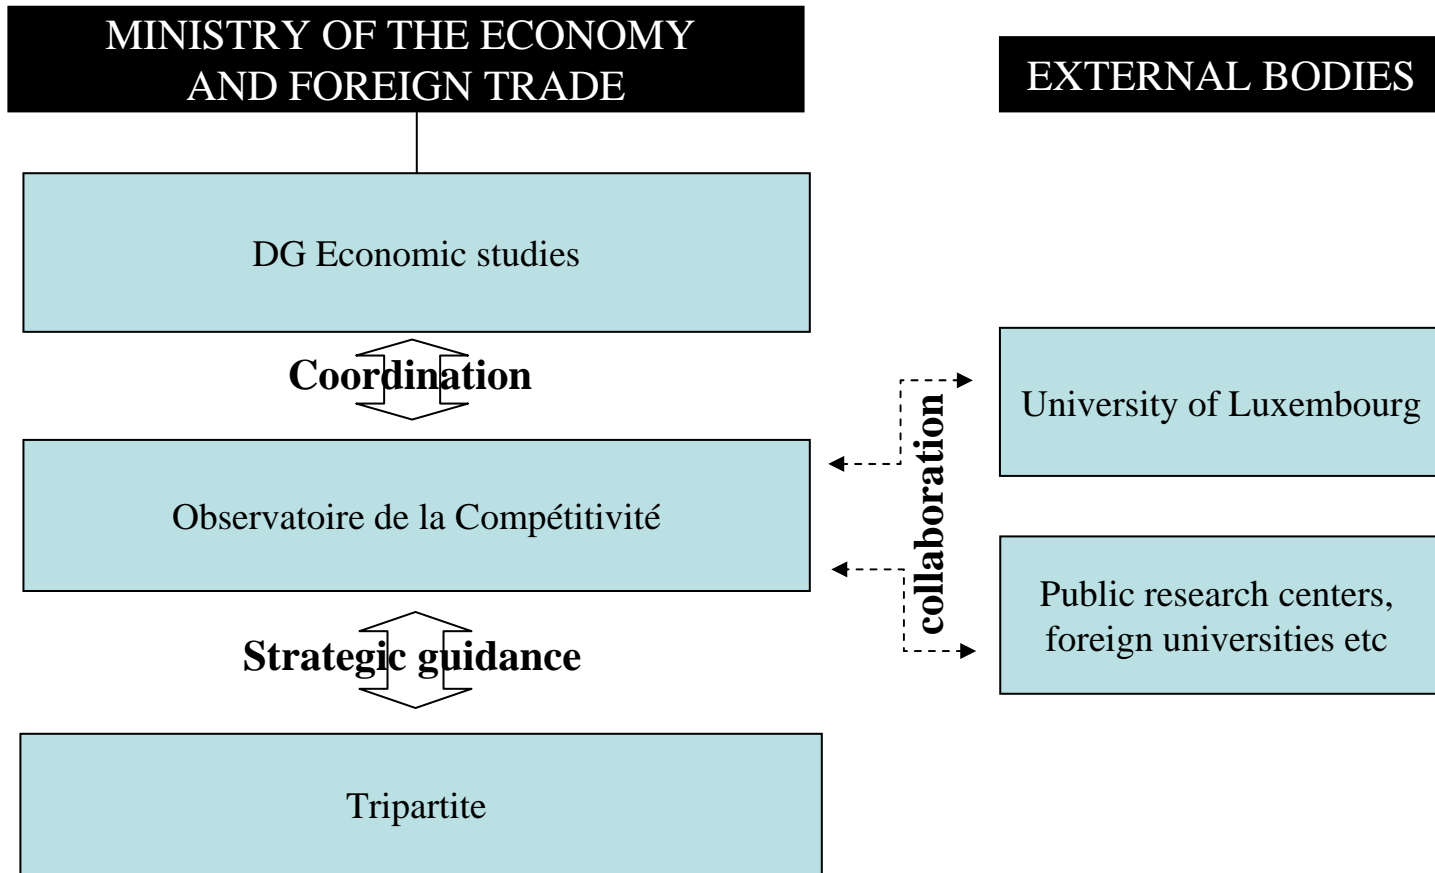 MINISTRY OF THE ECONOMY
AND FOREIGN TRADE
EXTERNAL BODIES
DG Economic studies
Coordination
Observatoire de la Compétitivité
Strategic guidance
Tripartite
collaboration
University of Luxembourg
Public research centers,
foreign universities etc